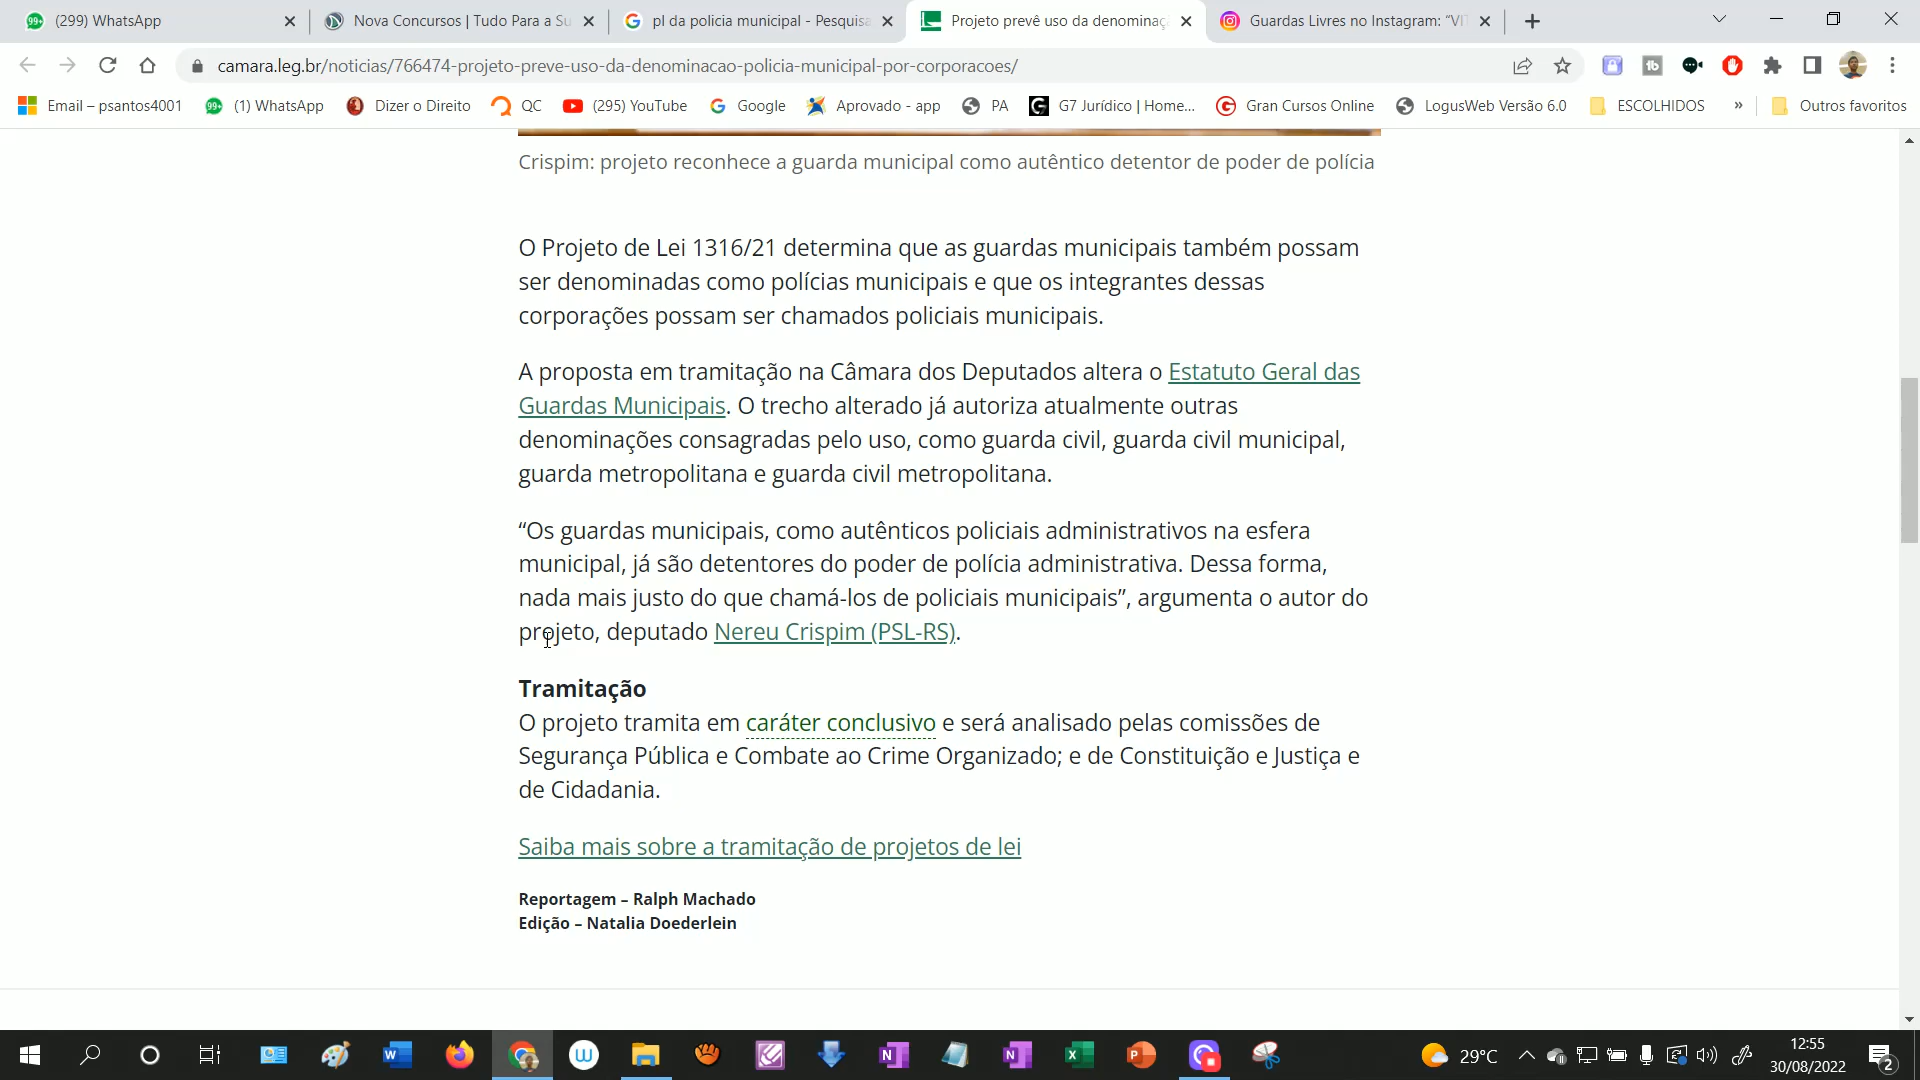 (299) WhatsApp
Nova Concursos | Tudo Para a Su
pl da policia municipal - Pesquisa
Projeto prevê uso da denominaç
Guardas Livres no Instagram: “VI
camara.leg.br/noticias/766474-projeto-preve-uso-da-denominacao-policia-municipal-por-corporacoes/
Email – psantos4001
(1) WhatsApp
Dizer o Direito
QC
(295) YouTube
Google
Aprovado - app
PA
G7 Jurídico | Home...
Gran Cursos Online
LogusWeb Versão 6.0
ESCOLHIDOS
»
Outros favoritos
Crispim: projeto reconhece a guarda municipal como autêntico detentor de poder de polícia
O Projeto de Lei 1316/21 determina que as guardas municipais também possam
ser denominadas como polícias municipais e que os integrantes dessas
corporações possam ser chamados policiais municipais.
A proposta em tramitação na Câmara dos Deputados altera o Estatuto Geral das
Guardas Municipais. O trecho alterado já autoriza atualmente outras
denominações consagradas pelo uso, como guarda civil, guarda civil municipal,
guarda metropolitana e guarda civil metropolitana.
“Os guardas municipais, como autênticos policiais administrativos na esfera
municipal, já são detentores do poder de polícia administrativa. Dessa forma,
nada mais justo do que chamá-los de policiais municipais”, argumenta o autor do
projeto, deputado Nereu Crispim (PSL-RS).
Tramitação
O projeto tramita em caráter conclusivo e será analisado pelas comissões de
Segurança Pública e Combate ao Crime Organizado; e de Constituição e Justiça e
de Cidadania.
Saiba mais sobre a tramitação de projetos de lei
Reportagem – Ralph Machado
Edição – Natalia Doederlein
29°C
12:55
30/08/2022
2